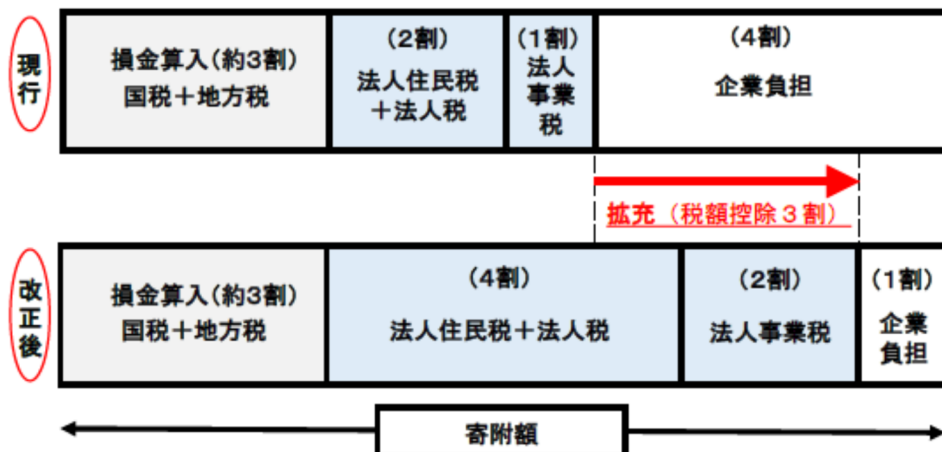 現行
損金算入(約3割)
国税+地方税
(2割)
法人住民税
+法人税
(1割)
法人
事業
税
(4割)
企業負担
拡充(税額控除3割)
改正後
損金算入(約3割)
国税+地方税
(4割)
法人住民税+法人税
(2割)
法人事業税
(1割)
企業
負担
寄附額